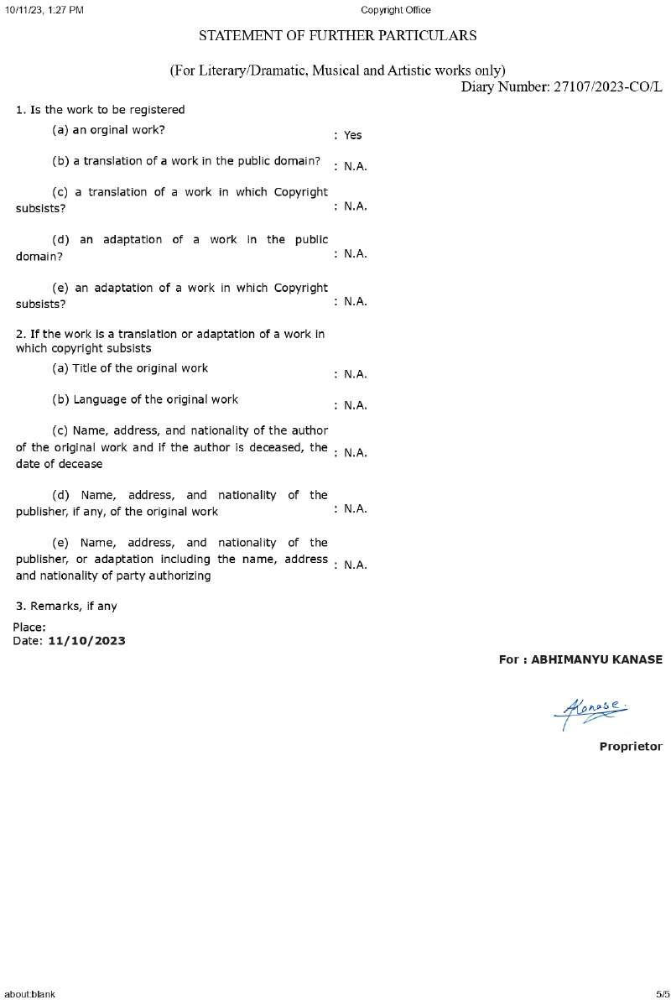 10/11/23, 1:27 PM
Copyright Office
STATEMENT OF FURTHER PARTICULARS
(For Literary/Dramatic, Musical and Artistic works only)
Diary Number: 27107/2023-CO/L
1. Is the work to be registered
(a) an orginal work?
: Yes
(b) a translation of a work in the public domain?
: N.A.
(c) a translation of a work in which Copyright
subsists?
: N.A.
(d) an adaptation of a work in the public
domain?
: N.A.
(e) an adaptation of a work in which Copyright
subsists?
: N.A.
2. If the work is a translation or adaptation of a work in
which copyright subsists
(a) Title of the original work
: N.A.
(b) Language of the original work
: N.A.
(c) Name, address, and nationality of the author
of the original work and if the author is deceased, the
date of decease
: N.A.
(d) Name, address, and nationality of the
publisher, if any, of the original work
: N.A.
(e) Name, address, and nationality of the
publisher, or adaptation including the name, address
and nationality of party authorizing
: N.A.
3. Remarks, if any
Place:
Date: 11/10/2023
For : ABHIMANYU KANASE
AKanase.
Proprietor
about:blank
5/5